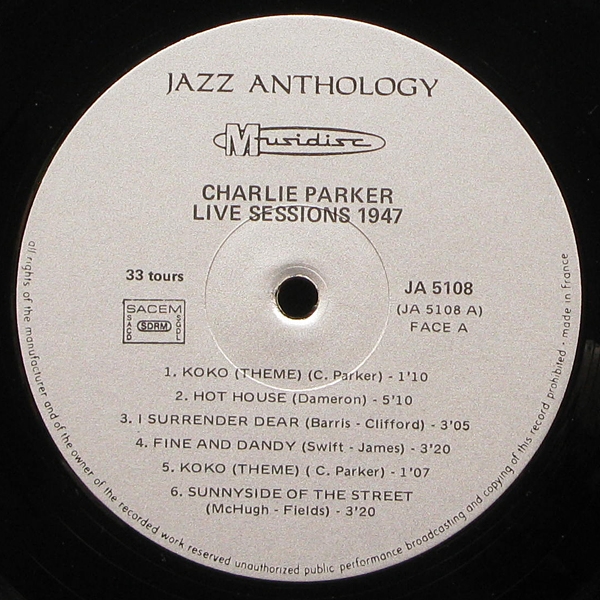 JAZZ ANTHOLOGY
Musidisc
CHARLIE PARKER
LIVE SESSIONS 1947
33 tours
SACEM
SACD
SDRM
SGDL
JA 5108
(JA 5108 A)
FACE A
1. KOKO (THEME) (C. Parker) - 1'10
2. HOT HOUSE (Dameron) - 5'10
3. I SURRENDER DEAR (Barris - Clifford) - 3'05
4. FINE AND DANDY (Swift - James) - 3'20
5. KOKO (THEME) ( C. Parker) - 1'07
6. SUNNYSIDE OF THE STREET
(McHugh - Fields) - 3'20
all rights of the manufacturer and of the owner of the recorded work reserved unauthorized public performance broadcasting and copying of this record prohibited - made in France